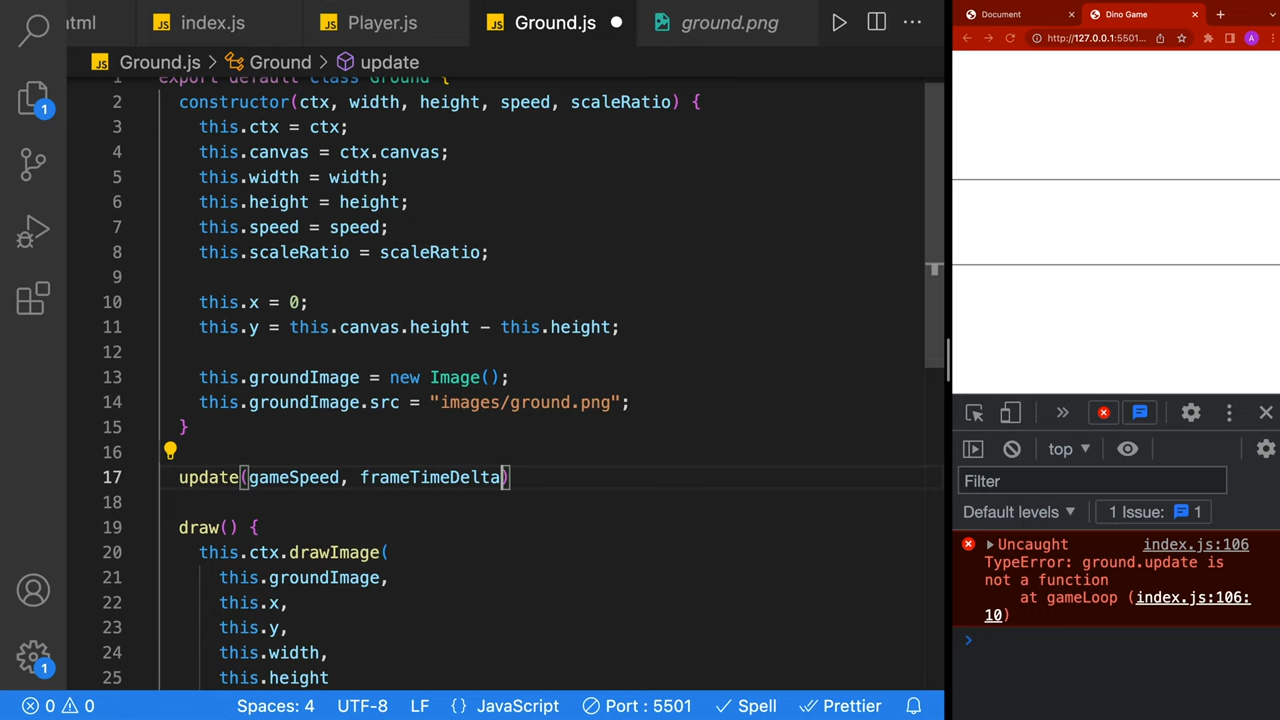 html
index.js
Player.js
Ground.js
ground.png
Ground.js > Ground > update
1 export default class Ground {
2 constructor(ctx, width, height, speed, scaleRatio) {
3 this.ctx = ctx;
4 this.canvas = ctx.canvas;
5 this.width = width;
6 this.height = height;
7 this.speed = speed;
8 this.scaleRatio = scaleRatio;
9
10 this.x = 0;
11 this.y = this.canvas.height - this.height;
12
13 this.groundImage = new Image();
14 this.groundImage.src = "images/ground.png";
15 }
16
17 update(gameSpeed, frameTimeDelta)
18
19 draw() {
20 this.ctx.drawImage(
21 this.groundImage,
22 this.x,
23 this.y,
24 this.width,
25 this.height
1
1
0 0 Spaces: 4 UTF-8 LF {} JavaScript Port : 5501 Spell Prettier
Document
Dino Game
http://127.0.0.1:5501...
A
top
Filter
Default levels 1 Issue: 1
Uncaught index.js:106
TypeError: ground.update is
not a function
at gameLoop (index.js:106:
10)